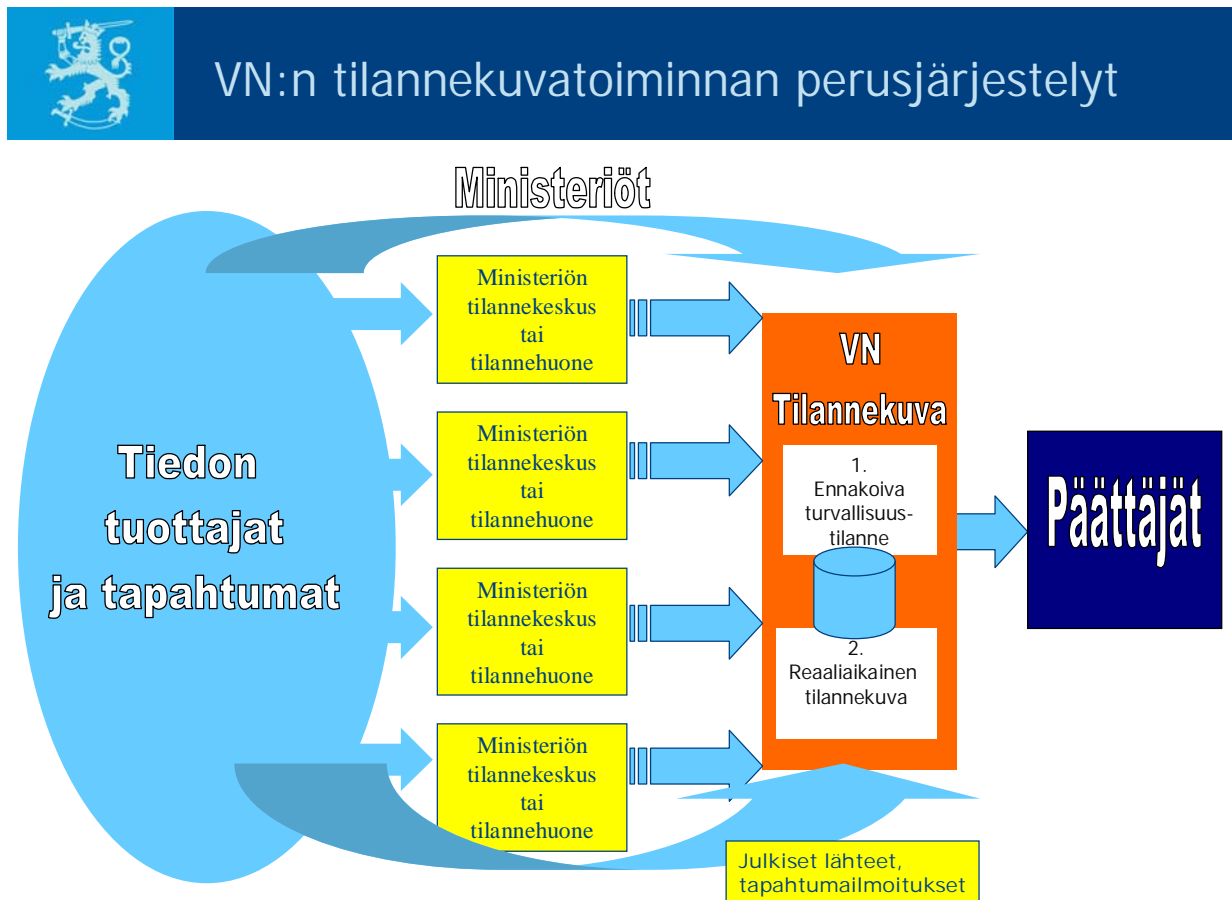 VN:n tilannekuvatoiminnan perusjärjestelyt
Ministeriöt
Tiedon
tuottajat
ja tapahtumat
Ministeriön
tilannekeskus
tai
tilannehuone
Ministeriön
tilannekeskus
tai
tilannehuone
Ministeriön
tilannekeskus
tai
tilannehuone
Ministeriön
tilannekeskus
tai
tilannehuone
VN
Tilannekuva
1.
Ennakoiva
turvallisuus-
tilanne
2.
Reaaliaikainen
tilannekuva
Päättäjät
Julkiset lähteet,
tapahtumailmoitukset